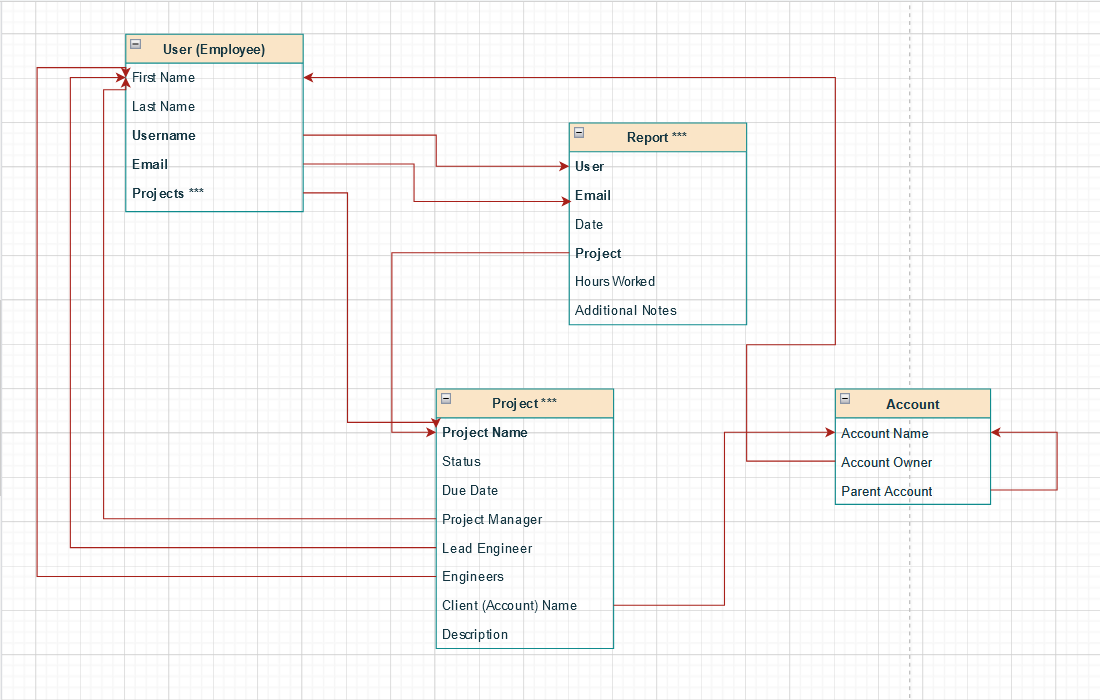 User (Employee)
First Name
Last Name
Username
Email
Projects ***
Report ***
User
Email
Date
Project
Hours Worked
Additional Notes
Project ***
Project Name
Status
Due Date
Project Manager
Lead Engineer
Engineers
Client (Account) Name
Description
Account
Account Name
Account Owner
Parent Account